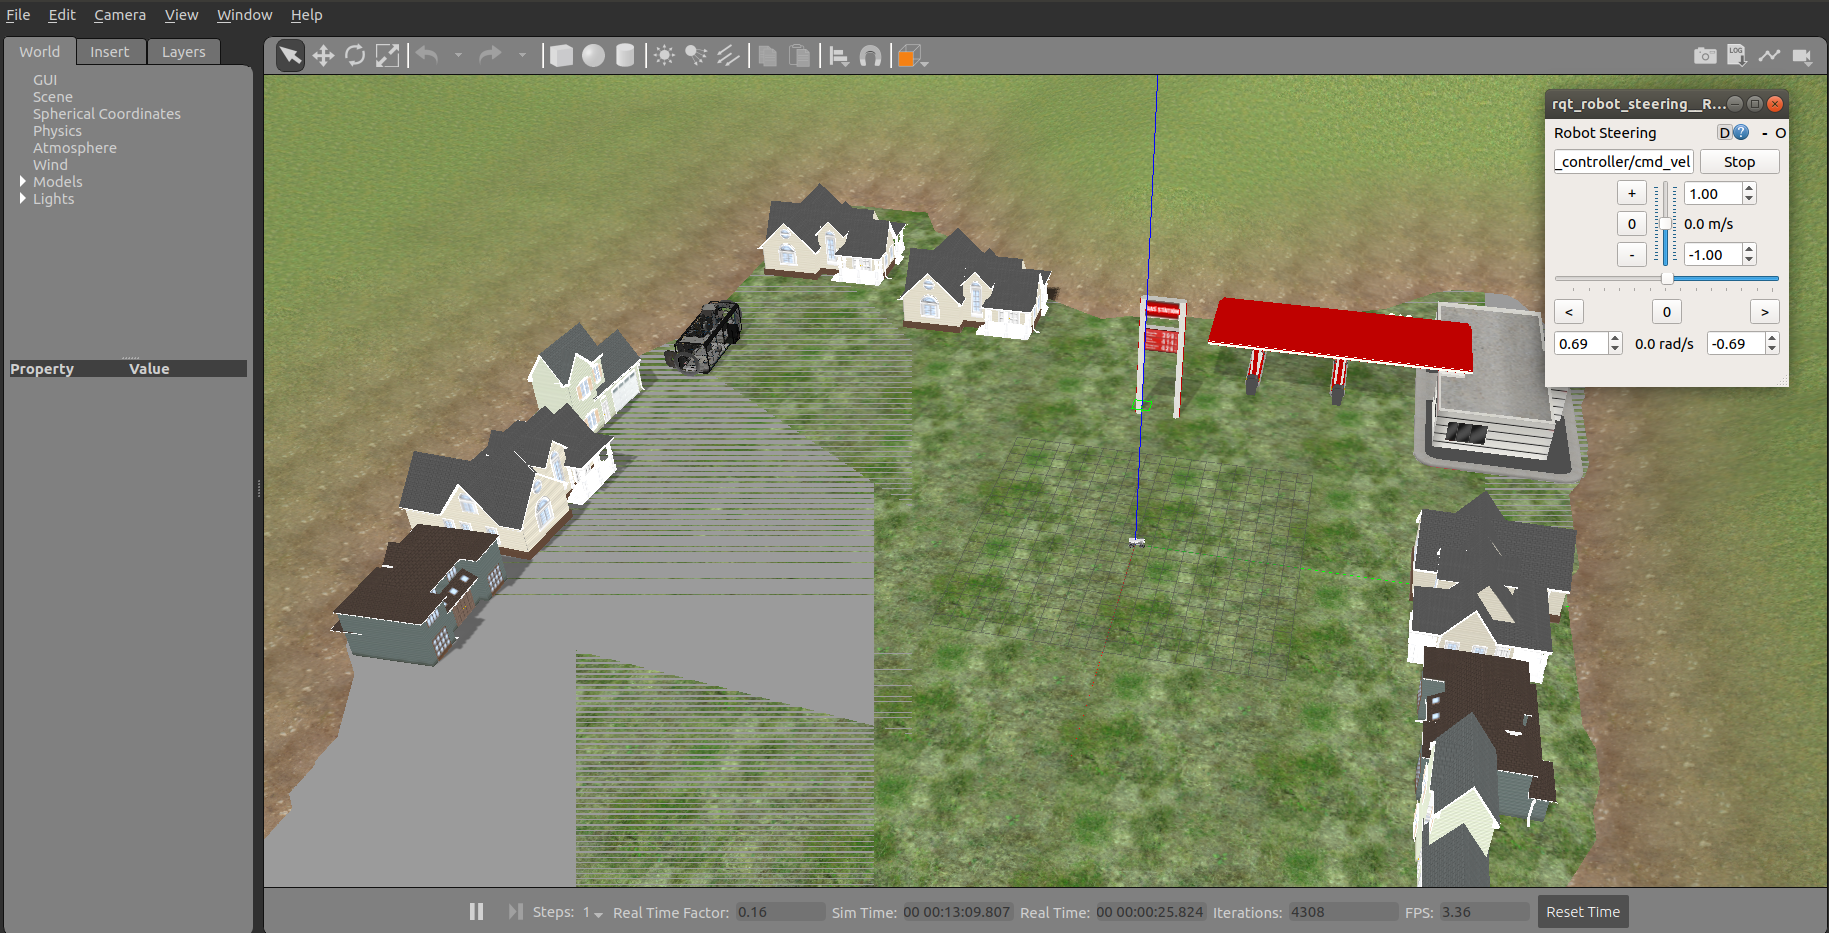 File Edit Camera View Window Help
World Insert Layers
GUI
Scene
Spherical Coordinates
Physics
Atmosphere
Wind
Models
Lights
Property Value
LOG
rqt_robot_steering__R...
Robot Steering D ? - O
_controller/cmd_vel Stop
+ 1.00
0 0.0 m/s
- -1.00
< 0 >
0.69 0.0 rad/s -0.69
Steps: 1 Real Time Factor: 0.16 Sim Time: 00 00:13:09.807 Real Time: 00 00:00:25.824 Iterations: 4308 FPS: 3.36 Reset Time